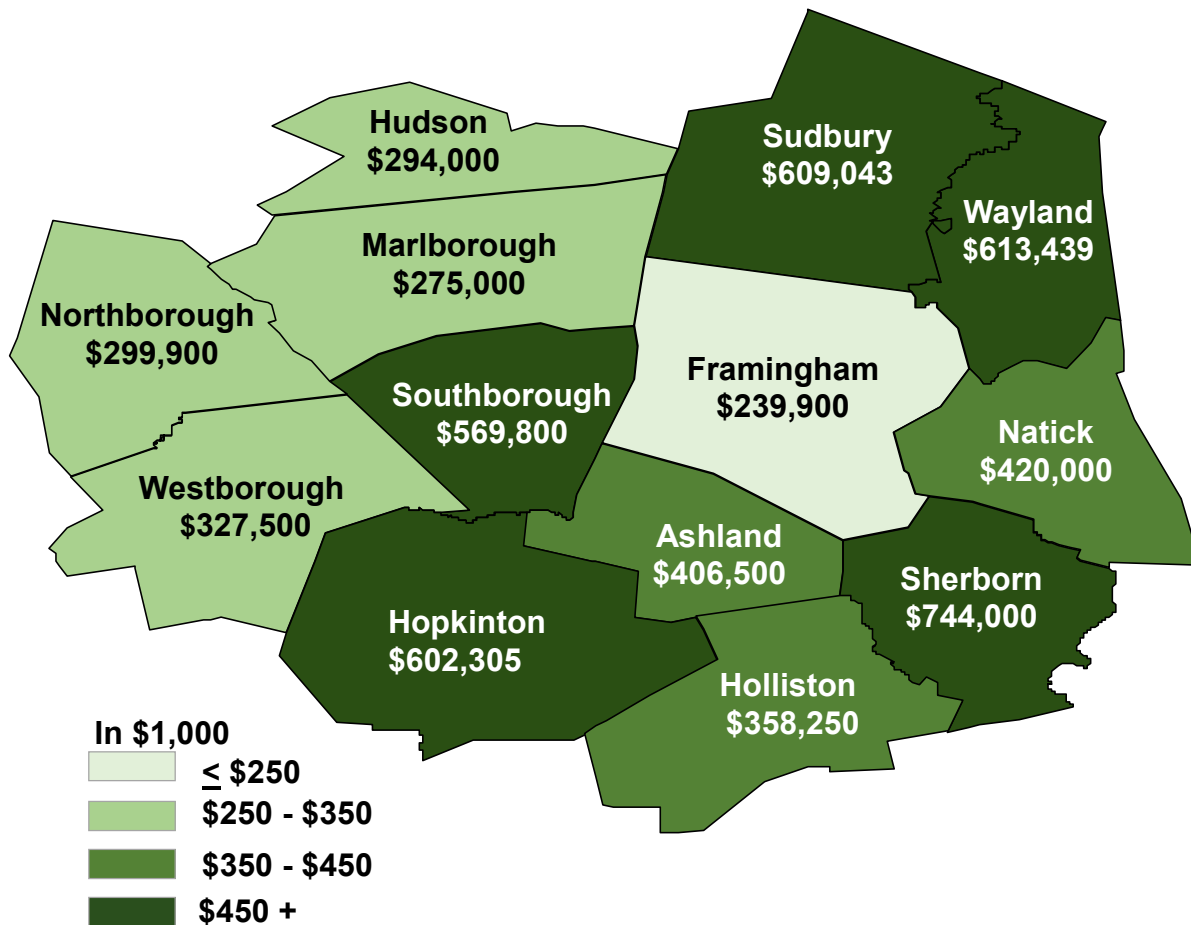 Hudson
$294,000
Sudbury
$609,043
Wayland
$613,439
Marlborough
$275,000
Northborough
$299,900
Framingham
$239,900
Southborough
$569,800
Natick
$420,000
Westborough
$327,500
Ashland
$406,500
Sherborn
$744,000
Hopkinton
$602,305
Holliston
$358,250
In $1,000
≤ $250
$250 - $350
$350 - $450
$450 +